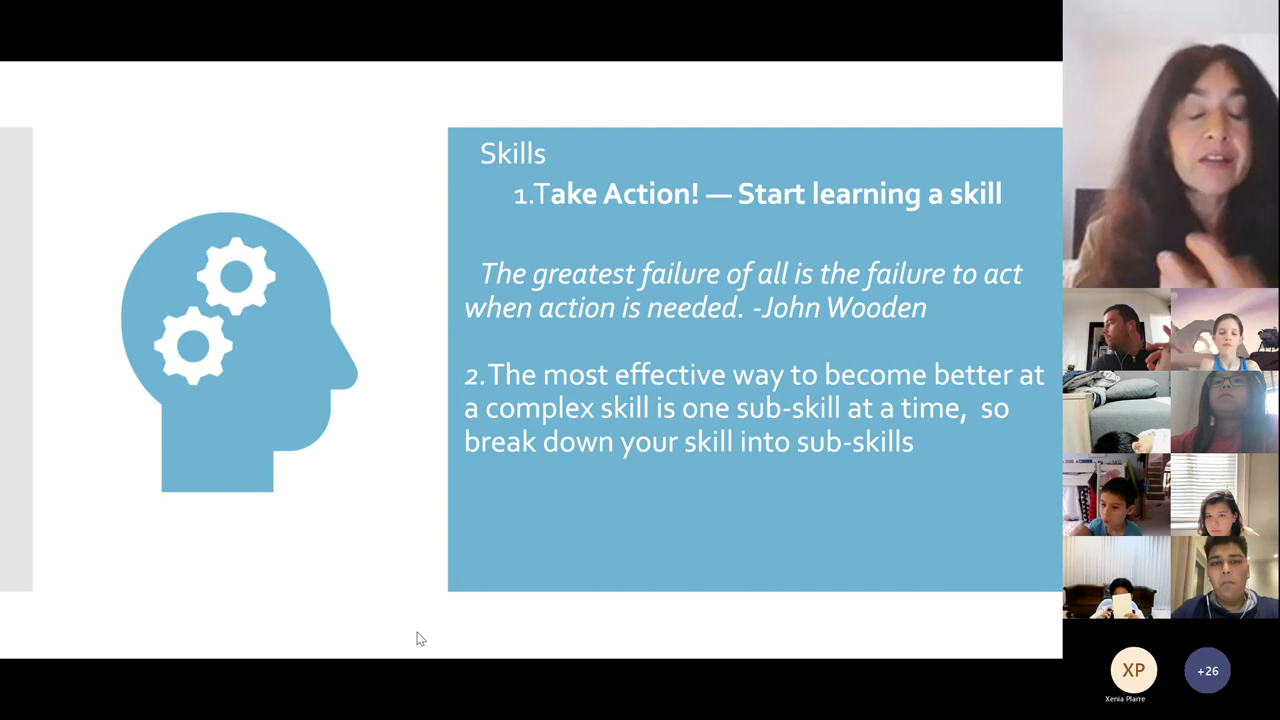 Skills
1.Take Action! — Start learning a skill
The greatest failure of all is the failure to act
when action is needed. -John Wooden
2.The most effective way to become better at
a complex skill is one sub-skill at a time, so
break down your skill into sub-skills
XP
+26
Xenia Plarre